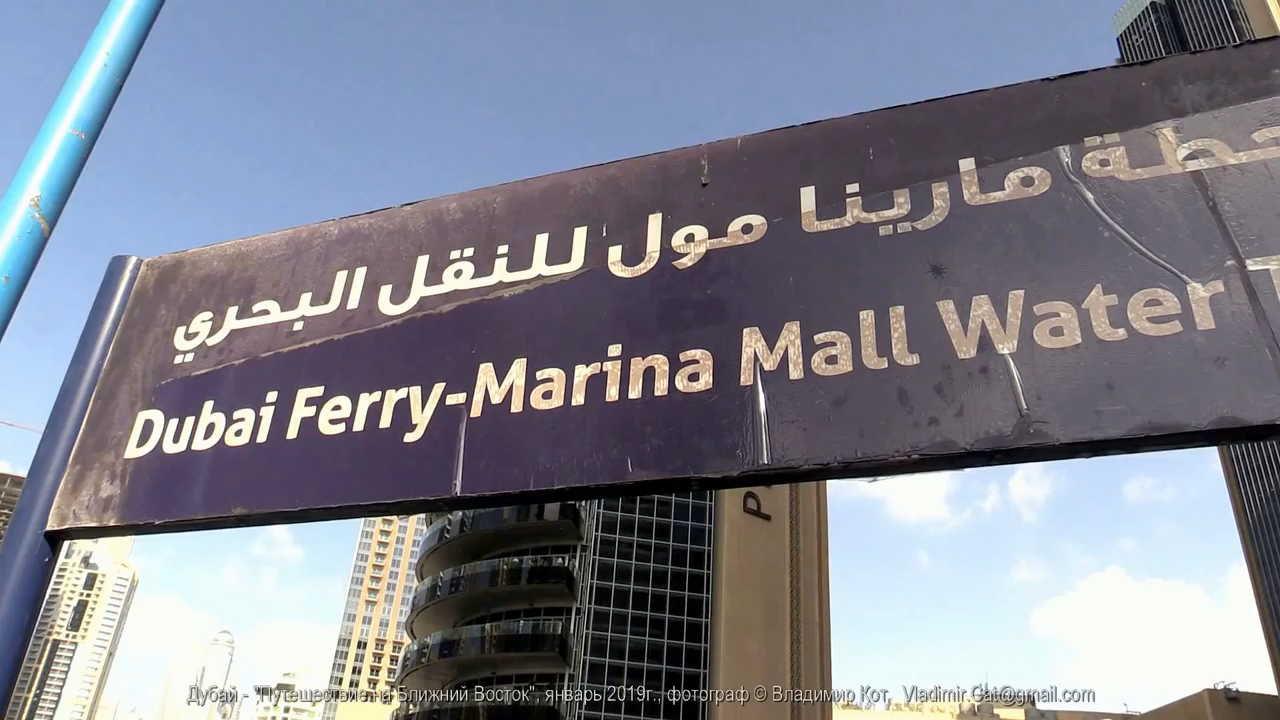 مارينا مول للنقل البحري
Dubai Ferry-Marina Mall Water
P
Дубай - "Путешествие на Ближний Восток", январь 2019г., фотограф © Владимир Кот, Vladimir.Cat@gmail.com